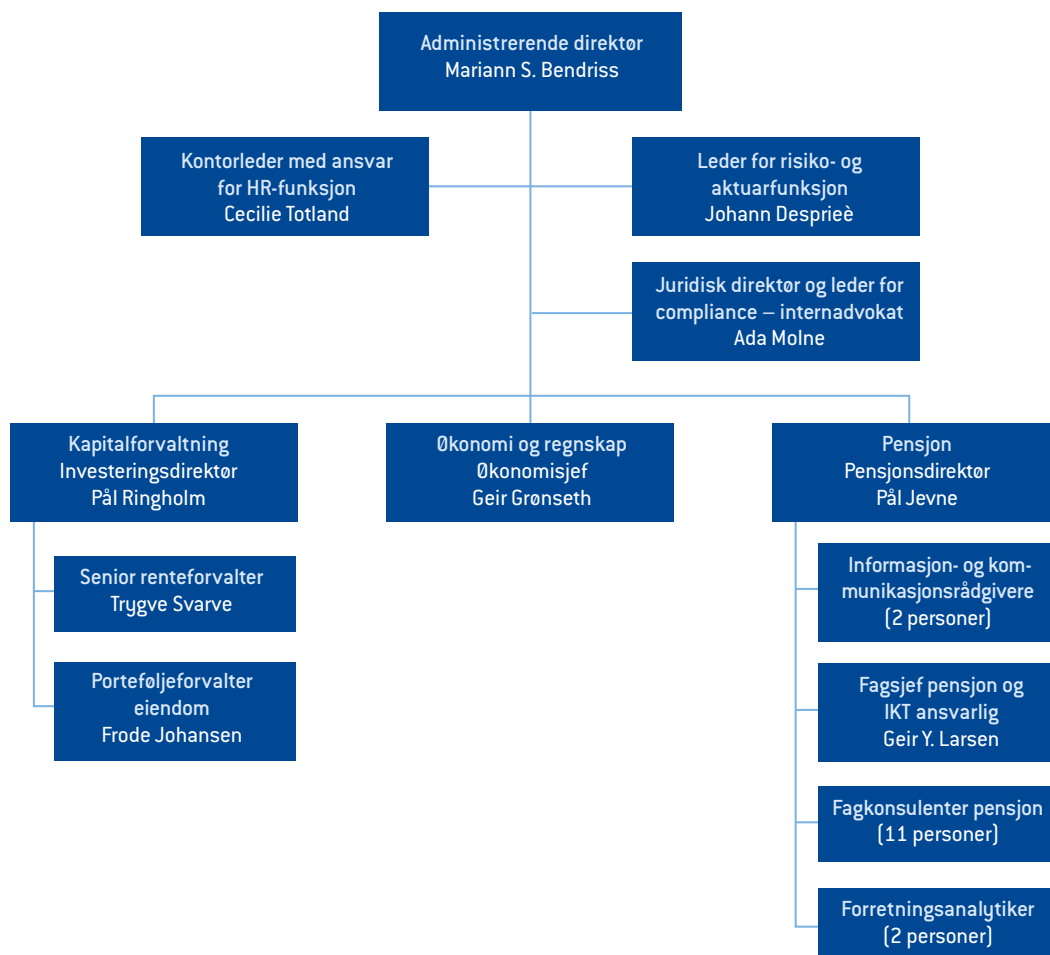 Administrerende direktør
Mariann S. Bendriss
Kontorleder med ansvar
for HR-funksjon
Cecilie Totland
Leder for risiko- og
aktuarfunksjon
Johann Desprieè
Juridisk direktør og leder for
compliance – internadvokat
Ada Molne
Kapitalforvaltning
Investeringsdirektør
Pål Ringholm
Økonomi og regnskap
Økonomisjef
Geir Grønseth
Pensjon
Pensjonsdirektør
Pål Jevne
Senior renteforvalter
Trygve Svarve
Porteføljeforvalter
eiendom
Frode Johansen
Informasjon- og kom-
munikasjonsrådgivere
(2 personer)
Fagsjef pensjon og
IKT ansvarlig
Geir Y. Larsen
Fagkonsulenter pensjon
(11 personer)
Forretningsanalytiker
(2 personer)